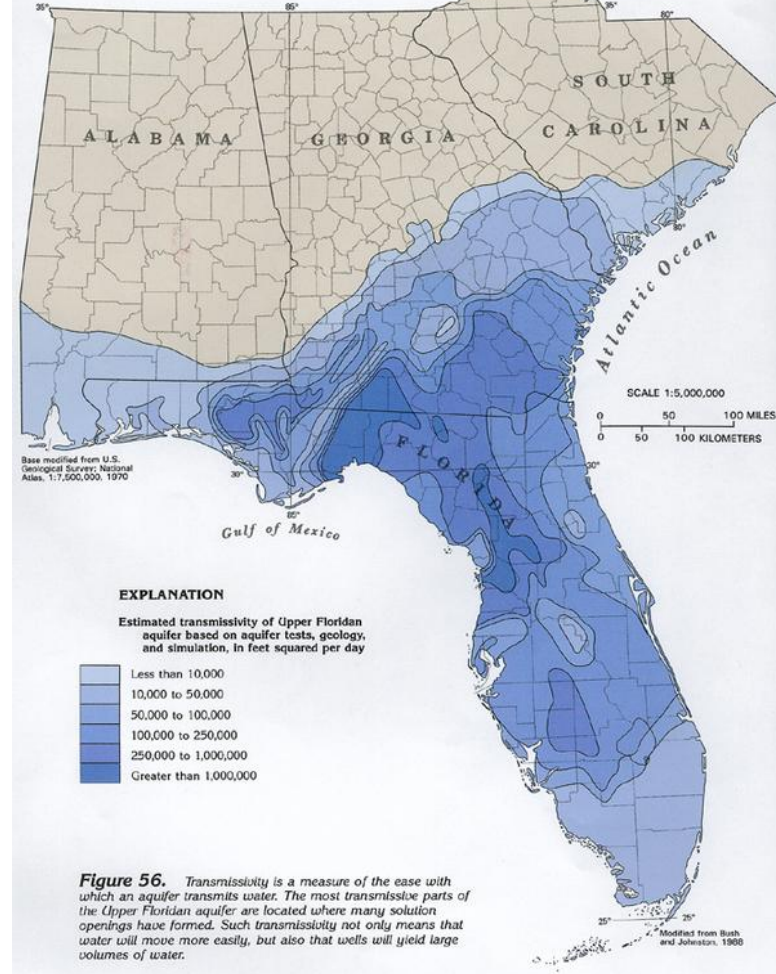 35°
85°
35°
80°
SOUTH
CAROLINA
ALABAMA
GEORGIA
80°
Atlantic Ocean
SCALE 1:5,000,000
0 50 100 MILES
0 50 100 KILOMETERS
FLORIDA
Base modified from U.S.
Geological Survey; National
Atlas, 1:7,500,000, 1970
30°
30°
85°
Gulf of Mexico
EXPLANATION
Estimated transmissivity of Upper Floridan
aquifer based on aquifer tests, geology,
and simulation, in feet squared per day
Less than 10,000
10,000 to 50,000
50,000 to 100,000
100,000 to 250,000
250,000 to 1,000,000
Greater than 1,000,000
Figure 56. Transmissivity is a measure of the ease with
which an aquifer transmits water. The most transmissive parts of
the Upper Floridan aquifer are located where many solution
openings have formed. Such transmissivity not only means that
water will move more easily, but also that wells will yield large
volumes of water.
25°
25°
Modified from Bush
and Johnston, 1988